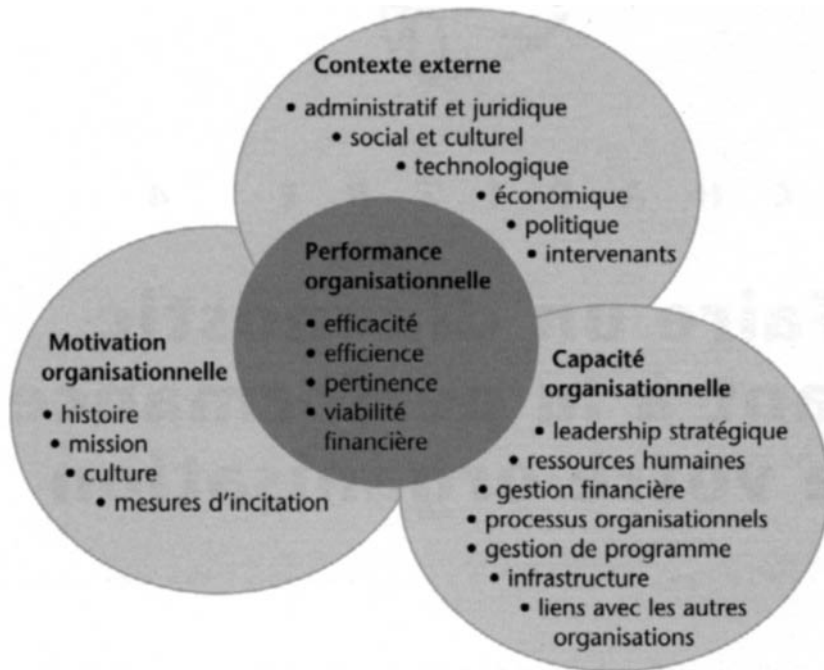 Contexte externe
• administratif et juridique
• social et culturel
• technologique
• économique
• politique
• intervenants
Performance
organisationnelle
• efficacité
• efficience
• pertinence
• viabilité
financière
Motivation
organisationnelle
• histoire
• mission
• culture
• mesures d'incitation
Capacité
organisationnelle
• leadership stratégique
• ressources humaines
• gestion financière
• processus organisationnels
• gestion de programme
• infrastructure
• liens avec les autres
organisations